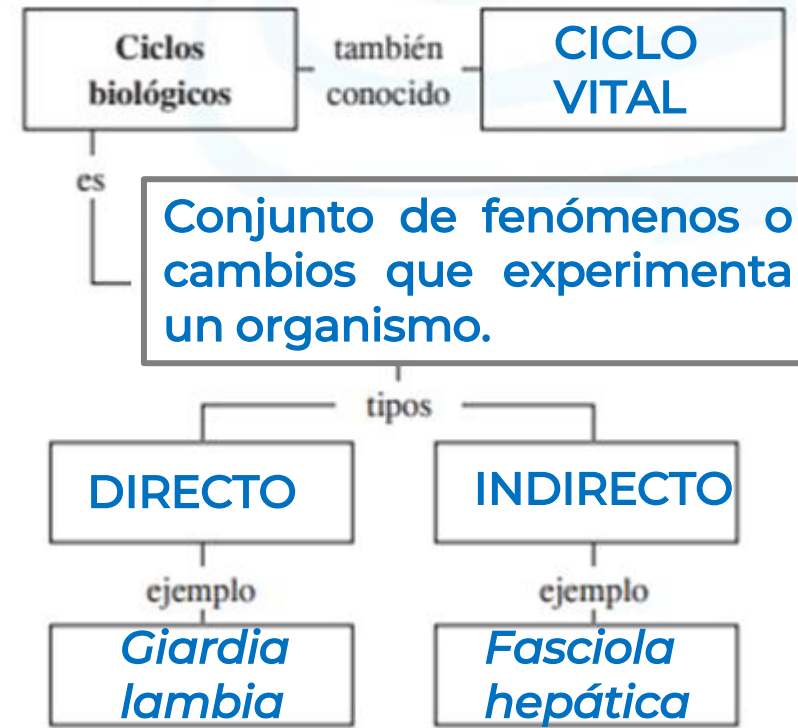 Ciclos
biológicos
también
conocido
CICLO
VITAL
es
Conjunto de fenómenos o
cambios que experimenta
un organismo.
tipos
DIRECTO
INDIRECTO
ejemplo
ejemplo
Giardia
lambia
Fasciola
hepática